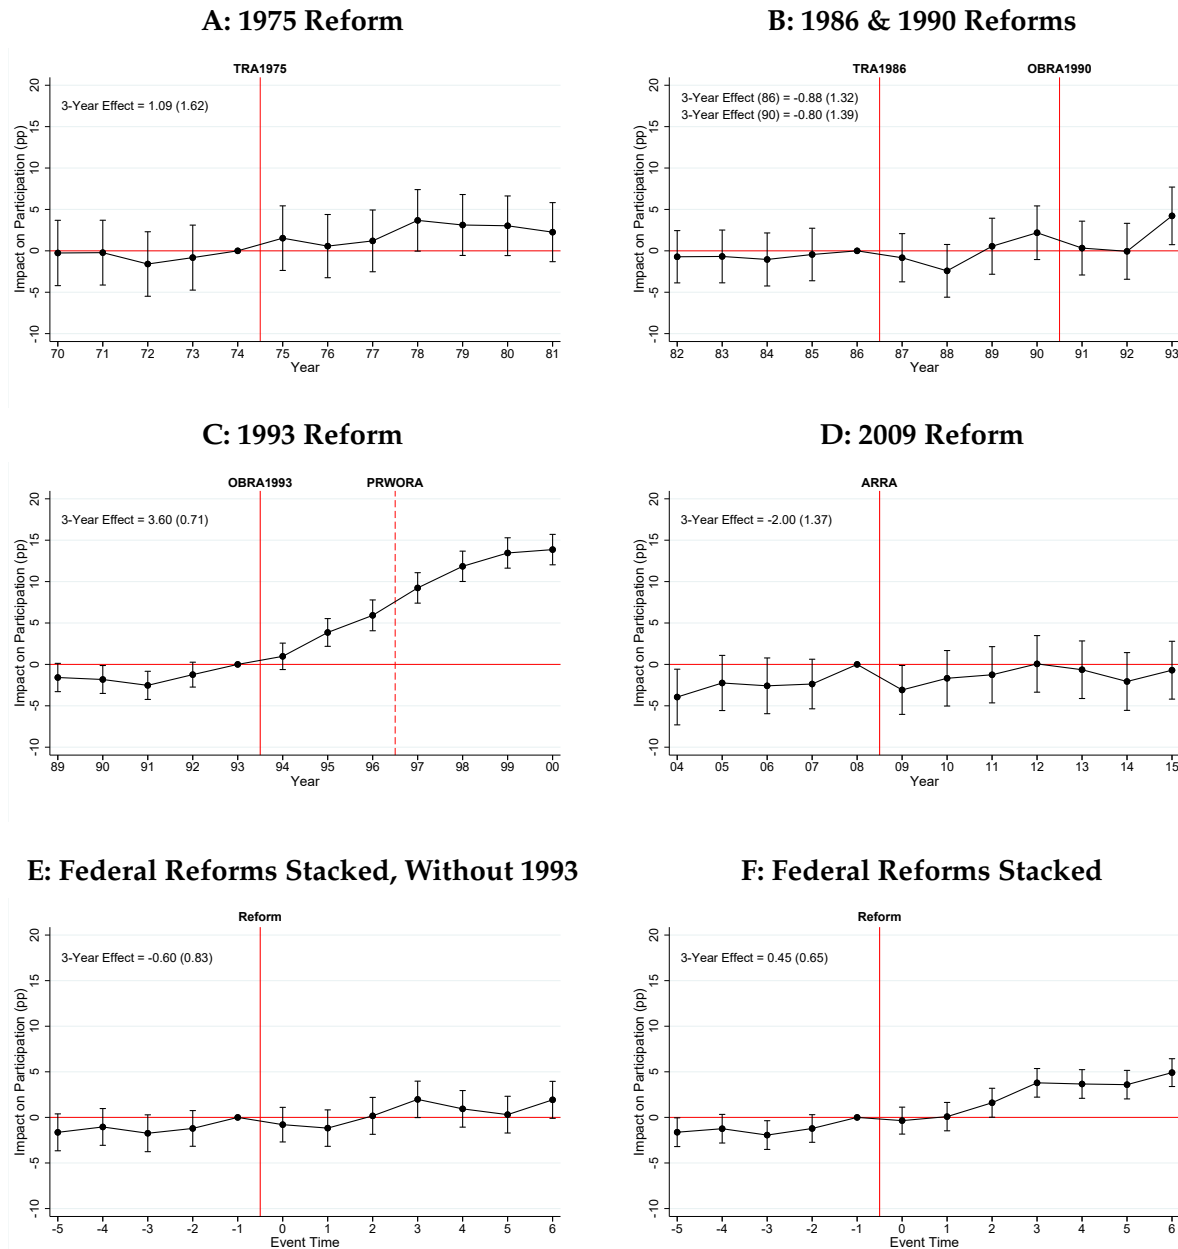 A: 1975 Reform
TRA1975
3-Year Effect = 1.09 (1.62)
Impact on Participation (pp)
20
15
10
5
0
-5
-10
70 71 72 73 74 75 76 77 78 79 80 81
Year
B: 1986 & 1990 Reforms
TRA1986 OBRA1990
3-Year Effect (86) = -0.88 (1.32)
3-Year Effect (90) = -0.80 (1.39)
Impact on Participation (pp)
20
15
10
5
0
-5
-10
82 83 84 85 86 87 88 89 90 91 92 93
Year
C: 1993 Reform
OBRA1993 PRWORA
3-Year Effect = 3.60 (0.71)
Impact on Participation (pp)
20
15
10
5
0
-5
-10
89 90 91 92 93 94 95 96 97 98 99 00
Year
D: 2009 Reform
ARRA
3-Year Effect = -2.00 (1.37)
Impact on Participation (pp)
20
15
10
5
0
-5
-10
04 05 06 07 08 09 10 11 12 13 14 15
Year
E: Federal Reforms Stacked, Without 1993
Reform
3-Year Effect = -0.60 (0.83)
Impact on Participation (pp)
20
15
10
5
0
-5
-10
-5 -4 -3 -2 -1 0 1 2 3 4 5 6
Event Time
F: Federal Reforms Stacked
Reform
3-Year Effect = 0.45 (0.65)
Impact on Participation (pp)
20
15
10
5
0
-5
-10
-5 -4 -3 -2 -1 0 1 2 3 4 5 6
Event Time